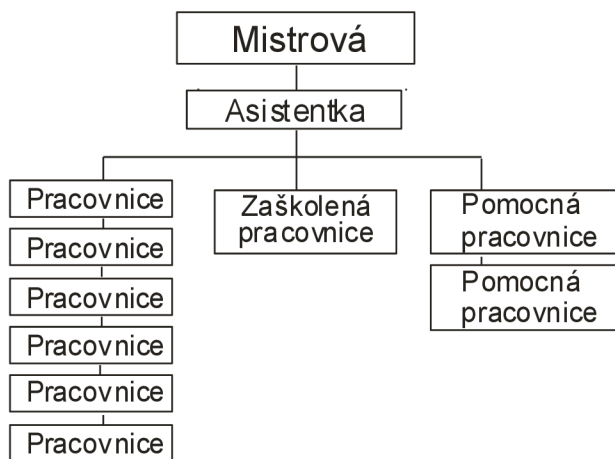 Mistrová
Asistentka
Pracovnice
Pracovnice
Pracovnice
Pracovnice
Pracovnice
Pracovnice
Zaškolená
pracovnice
Pomocná
pracovnice
Pomocná
pracovnice